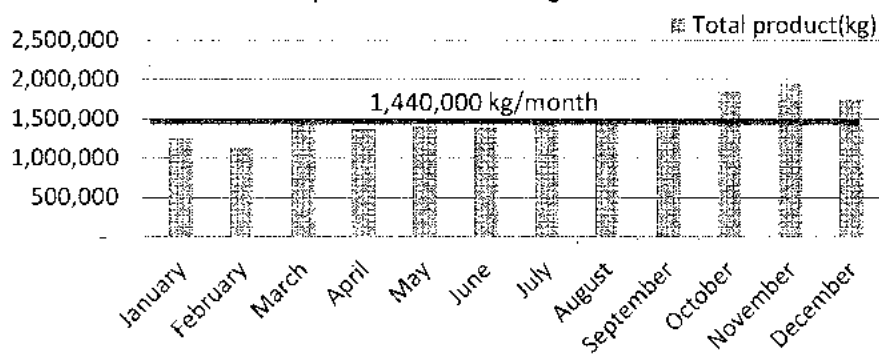 Total product(kg)
2,500,000
2,000,000
1,440,000 kg/month
1,500,000
1,000,000
500,000
-
January
February
March
April
May
June
July
August
September
October
November
December